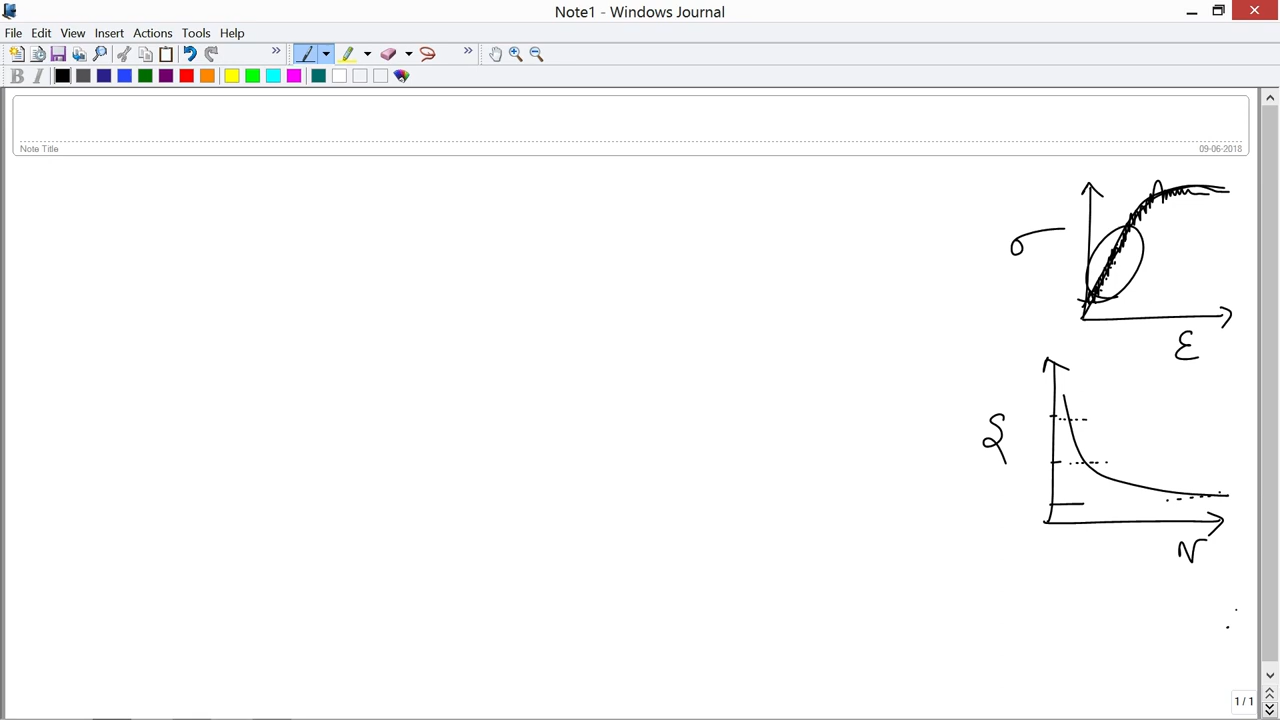 Note1 - Windows Journal
File Edit View Insert Actions Tools Help
B I
Note Title
09-06-2018
σ
ε
N
1 / 1